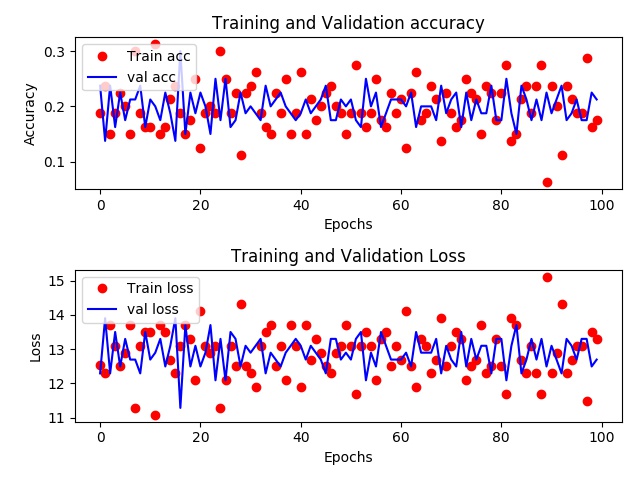 Training and Validation accuracy
0.3
0.2
0.1
Accuracy
Train acc
val acc
0 20 40 60 80 100
Epochs
Training and Validation Loss
15
14
13
12
11
Loss
Train loss
val loss
0 20 40 60 80 100
Epochs